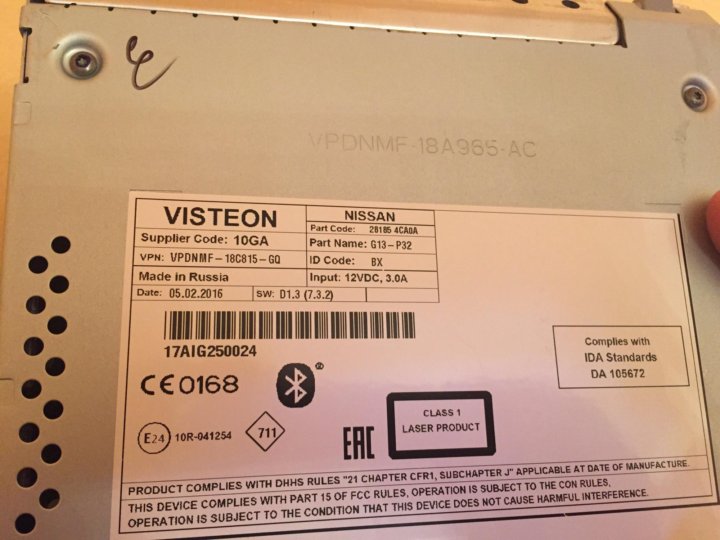 VPDNMF-18A965-AC
VISTEON
Supplier Code: 10GA
VPN: VPDNMF-18C815-GQ
Made in Russia
Date: 05.02.2016
SW: D1.3 (7.3.2)
NISSAN
Part Code: 28185 4CA0A
Part Name: G13-P32
ID Code: BX
Input: 12VDC, 3.0A
17AIG250024
CE0168
®
E24 10R-041254
711
EAC
CLASS 1
LASER PRODUCT
Complies with
IDA Standards
DA 105672
PRODUCT COMPLIES WITH DHHS RULES "21 CHAPTER CFR1, SUBCHAPTER J" APPLICABLE AT DATE OF MANUFACTURE.
THIS DEVICE COMPLIES WITH PART 15 OF FCC RULES, OPERATION IS SUBJECT TO THE CON RULES,
OPERATION IS SUBJECT TO THE CONDITION THAT THIS DEVICE DOES NOT CAUSE HARMFUL INTERFERENCE.